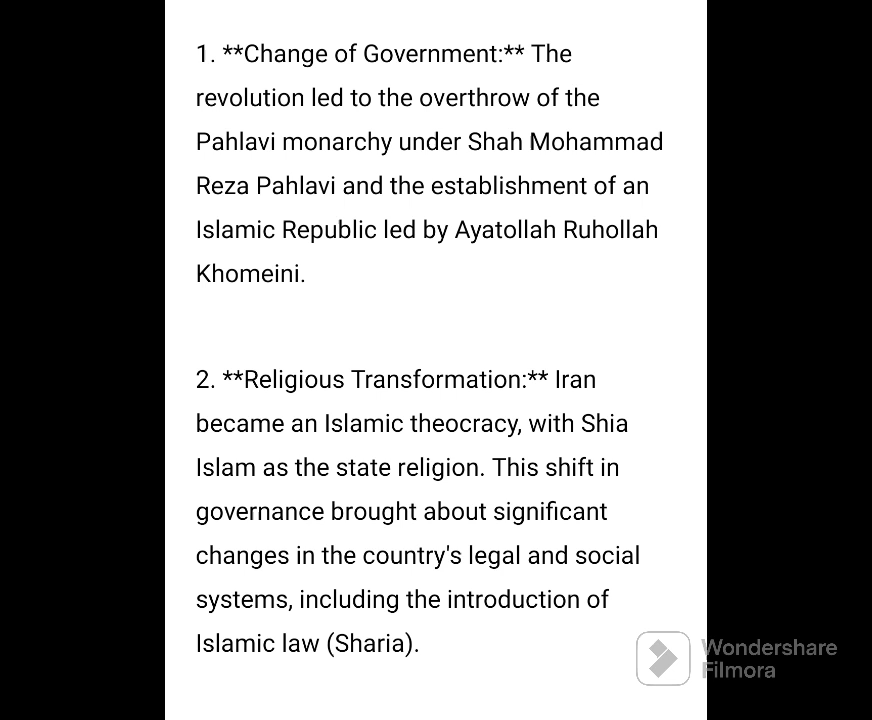 1. **Change of Government:** The
revolution led to the overthrow of the
Pahlavi monarchy under Shah Mohammad
Reza Pahlavi and the establishment of an
Islamic Republic led by Ayatollah Ruhollah
Khomeini.
2. **Religious Transformation:** Iran
became an Islamic theocracy, with Shia
Islam as the state religion. This shift in
governance brought about significant
changes in the country's legal and social
systems, including the introduction of
Islamic law (Sharia).
Wondershare
Filmora